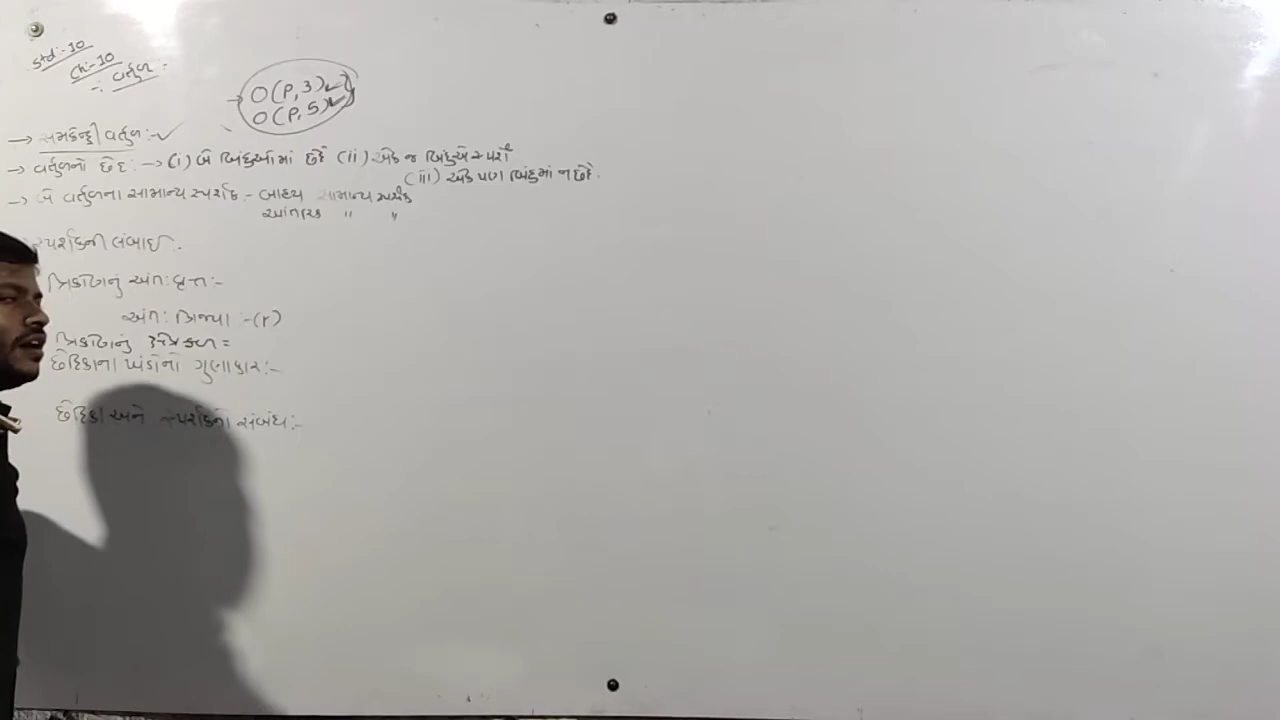 Std:-10
Ch:-10
-: વર્તુળ :-
→ O(P, 3) ✓
O(P, 5) ✓
→ સમકેન્દ્રી વર્તુળ:- ✓
→ વર્તુળનો છેદ :- → (i) બે બિંદુઓમાં છેદે (ii) એક જ બિંદુએ સ્પર્શે
(iii) એક પણ બિંદુમાં ન છેદે.
→ બે વર્તુળના સામાન્ય સ્પર્શક :- બાહ્ય સામાન્ય સ્પર્શક
આંતરિક " "
સ્પર્શકની લંબાઈ :-
ત્રિકોણનું અંત: વૃત્ત :-
અંત: ત્રિજ્યા :-(r)
ત્રિકોણનું ક્ષેત્રફળ =
છેદિકાના ખંડોનો ગુણાકાર:-
છેદિકા અને સ્પર્શકનો સંબંધ:-